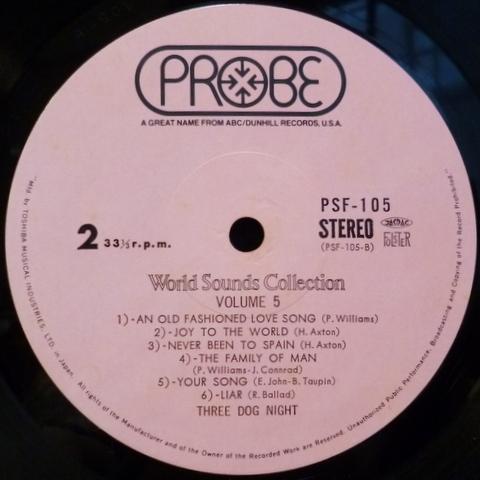 PROBE
A GREAT NAME FROM ABC/DUNHILL RECORDS, U.S.A.
PSF-105
2 33⅓ r.p.m.
STEREO
JASRAC
(PSF-105-B)
World Sounds Collection
VOLUME 5
1)-AN OLD FASHIONED LOVE SONG (P.Williams)
2)-JOY TO THE WORLD (H.Axton)
3)-NEVER BEEN TO SPAIN (H.Axton)
4)-THE FAMILY OF MAN
(P.Williams-J.Connrad)
5)-YOUR SONG (E.John-B.Taupin)
6)-LIAR (R.Ballad)
THREE DOG NIGHT
"Mfd. by TOSHIBA MUSICAL INDUSTRIES, LTD. in Japan. All rights of the Manufacturer and of the Owner of the Recorded Work are Reserved. Unauthorized Public Performance, Broadcasting and Copying of the Record Prohibited."